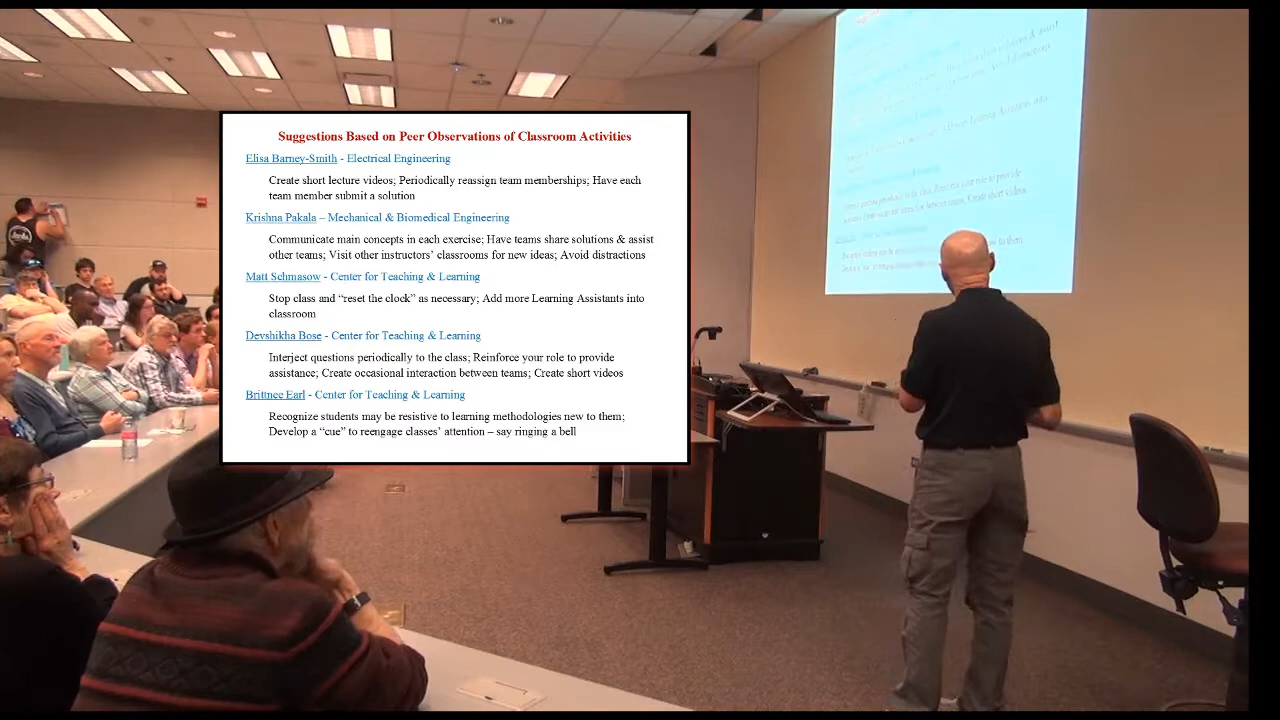 Suggestions Based on Peer Observations of Classroom Activities
Elisa Barney-Smith - Electrical Engineering
Create short lecture videos; Periodically reassign team memberships; Have each
team member submit a solution
Krishna Pakala – Mechanical & Biomedical Engineering
Communicate main concepts in each exercise; Have teams share solutions & assist
other teams; Visit other instructors’ classrooms for new ideas; Avoid distractions
Matt Schmasow - Center for Teaching & Learning
Stop class and “reset the clock” as necessary; Add more Learning Assistants into
classroom
Devshikha Bose - Center for Teaching & Learning
Interject questions periodically to the class; Reinforce your role to provide
assistance; Create occasional interaction between teams; Create short videos
Brittnee Earl - Center for Teaching & Learning
Recognize students may be resistive to learning methodologies new to them;
Develop a “cue” to reengage classes’ attention – say ringing a bell